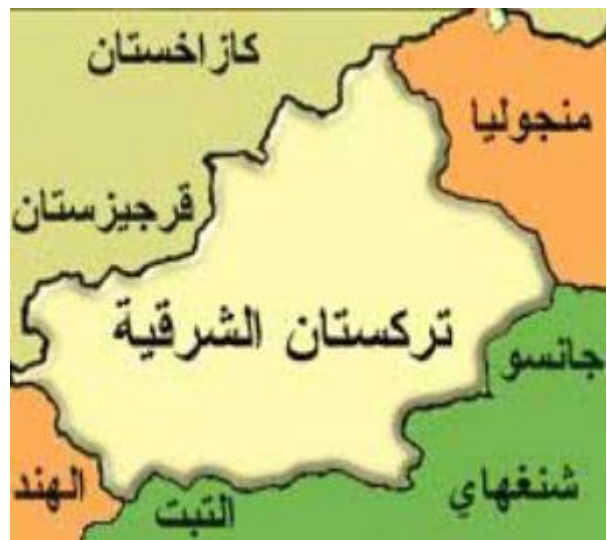 كازاخستان
منجوليا
قرجيزستان
تركستان الشرقية
جانسو
شنغهاي
الهند
التبت